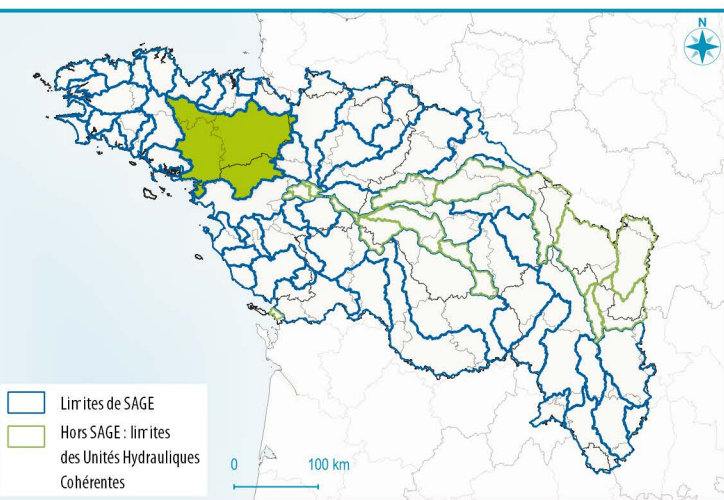 N
Limites de SAGE
Hors SAGE : limites
des Unités Hydrauliques
Cohérentes
0 100 km